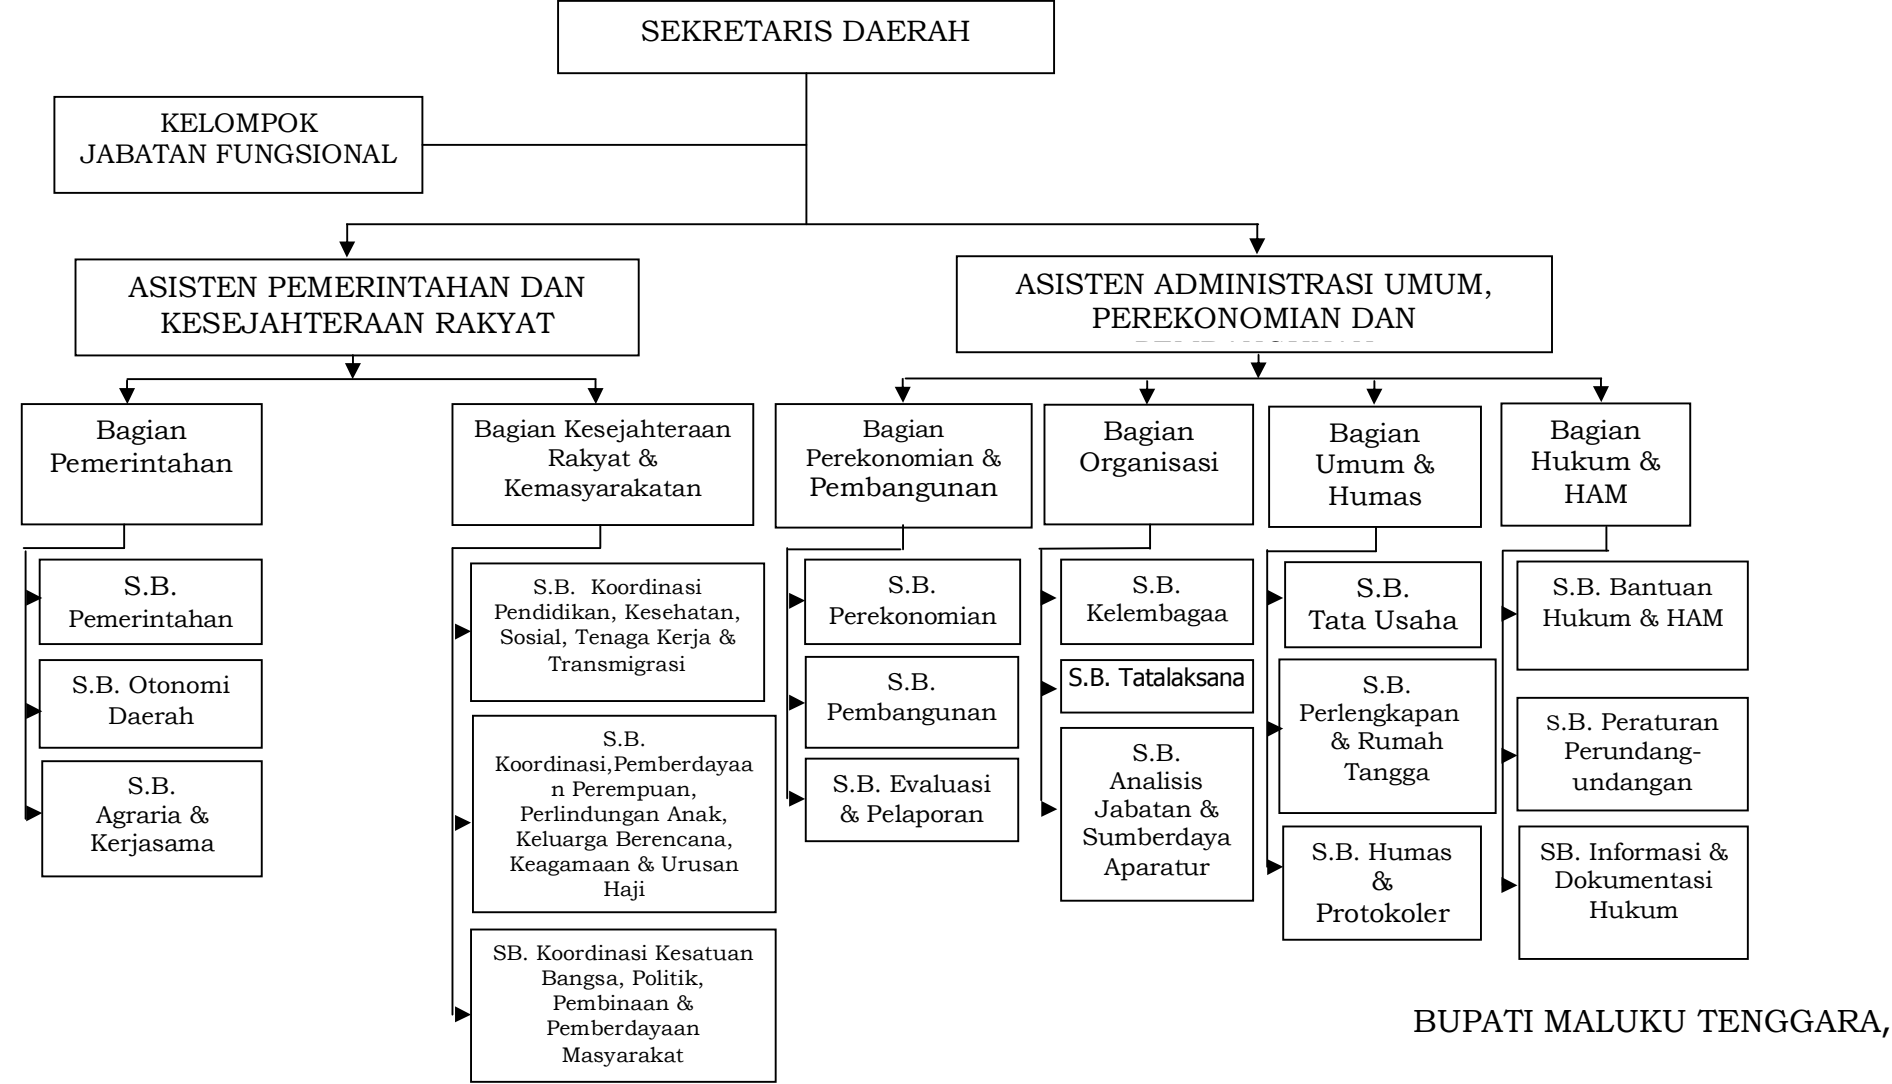 SEKRETARIS DAERAH
KELOMPOK
JABATAN FUNGSIONAL
ASISTEN PEMERINTAHAN DAN
KESEJAHTERAAN RAKYAT
ASISTEN ADMINISTRASI UMUM,
PEREKONOMIAN DAN
Bagian
Pemerintahan
Bagian Kesejahteraan
Rakyat &
Kemasyarakatan
Bagian
Perekonomian &
Pembangunan
Bagian
Organisasi
Bagian
Umum &
Humas
Bagian
Hukum &
HAM
S.B.
Pemerintahan
S.B. Otonomi
Daerah
S.B.
Agraria &
Kerjasama
S.B. Koordinasi
Pendidikan, Kesehatan,
Sosial, Tenaga Kerja &
Transmigrasi
S.B.
Koordinasi,Pemberdayaa
n Perempuan,
Perlindungan Anak,
Keluarga Berencana,
Keagamaan & Urusan
Haji
SB. Koordinasi Kesatuan
Bangsa, Politik,
Pembinaan &
Pemberdayaan
Masyarakat
S.B.
Perekonomian
S.B.
Pembangunan
S.B. Evaluasi
& Pelaporan
S.B.
Kelembagaa
S.B. Tatalaksana
S.B.
Analisis
Jabatan &
Sumberdaya
Aparatur
S.B.
Tata Usaha
S.B.
Perlengkapan
& Rumah
Tangga
S.B. Humas
&
Protokoler
S.B. Bantuan
Hukum & HAM
S.B. Peraturan
Perundang-
undangan
SB. Informasi &
Dokumentasi
Hukum
BUPATI MALUKU TENGGARA,